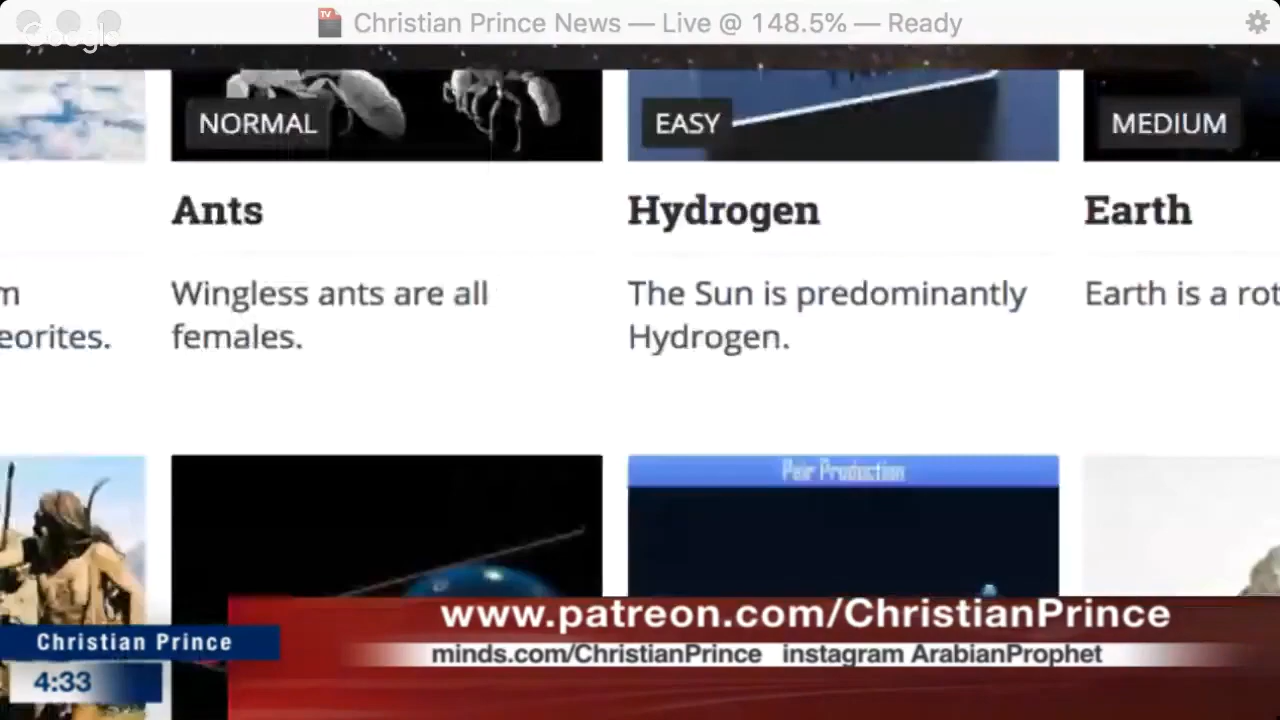 Christian Prince News — Live @ 148.5% — Ready
Google
NORMAL
EASY
MEDIUM
Ants
Hydrogen
Earth
m
eorites.
Wingless ants are all
females.
The Sun is predominantly
Hydrogen.
Earth is a rot
Pair Production
www.patreon.com/ChristianPrince
minds.com/ChristianPrince instagram ArabianProphet
Christian Prince
4:33